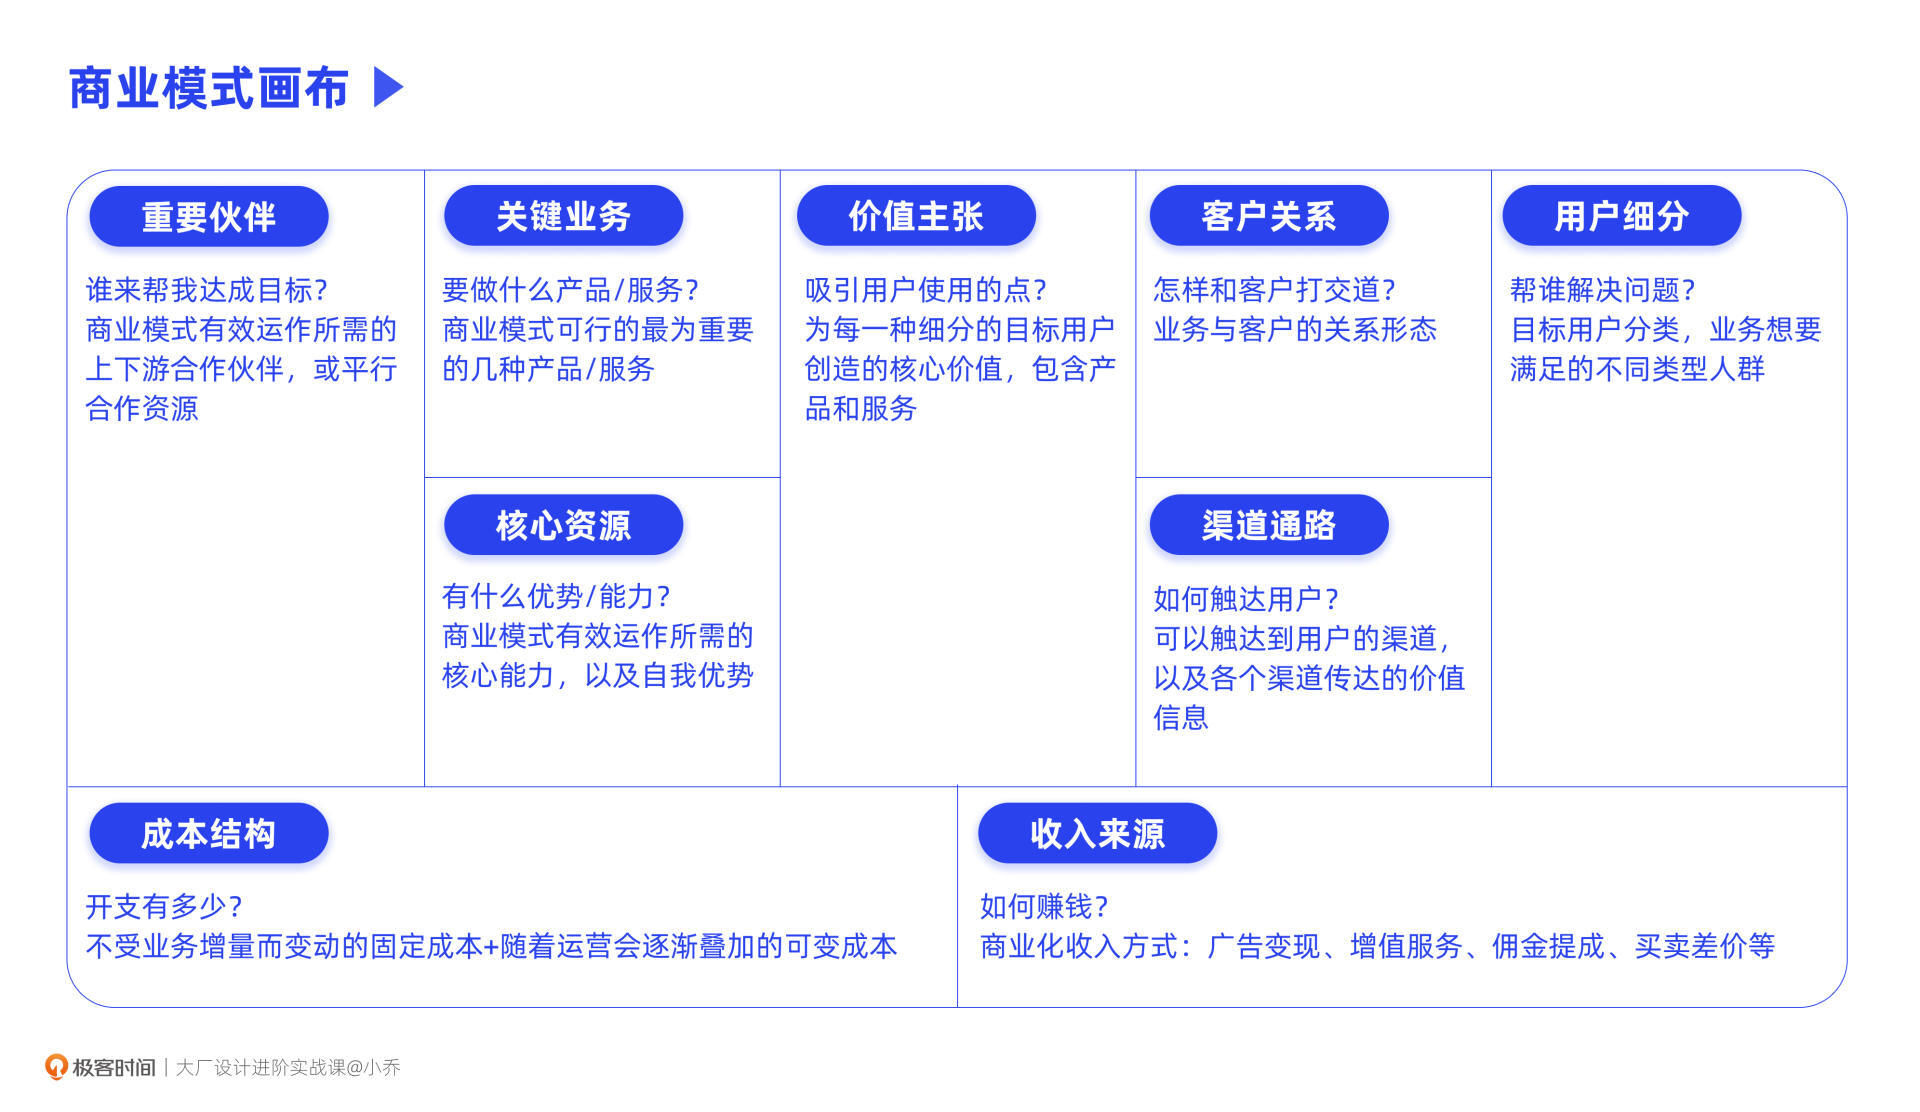 商业模式画布
重要伙伴
谁来帮我达成目标？
商业模式有效运作所需的
上下游合作伙伴，或平行
合作资源
关键业务
要做什么产品/服务？
商业模式可行的最为重要
的几种产品/服务
核心资源
有什么优势/能力？
商业模式有效运作所需的
核心能力，以及自我优势
价值主张
吸引用户使用的点？
为每一种细分的目标用户
创造的核心价值，包含产
品和服务
客户关系
怎样和客户打交道？
业务与客户的关系形态
渠道通路
如何触达用户？
可以触达到用户的渠道，
以及各个渠道传达的价值
信息
用户细分
帮谁解决问题？
目标用户分类，业务想要
满足的不同类型人群
成本结构
开支有多少？
不受业务增量而变动的固定成本+随着运营会逐渐叠加的可变成本
收入来源
如何赚钱？
商业化收入方式：广告变现、增值服务、佣金提成、买卖差价等
极客时间 | 大厂设计进阶实战课@小乔